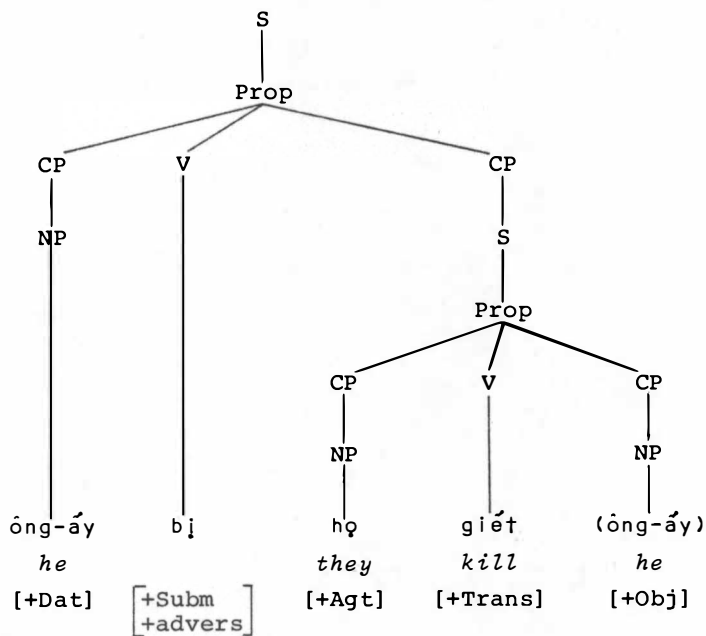 S
Prop
CP V CP
NP S
Prop
CP V CP
NP NP
ông-ấy bị họ giết (ông-ấy)
he they kill he
[+Dat] [+Subm +advers] [+Agt] [+Trans] [+Obj]